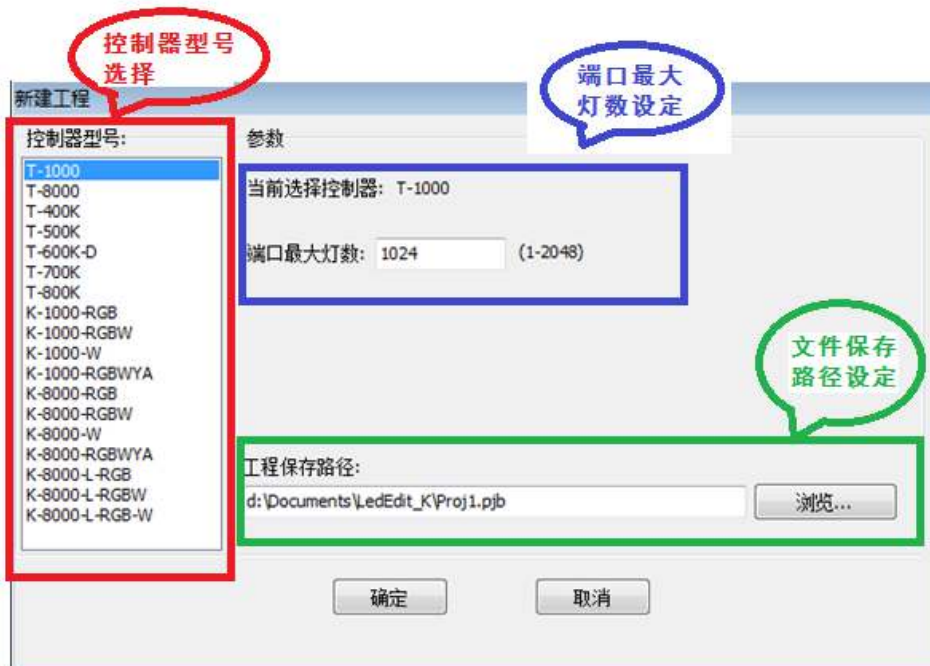 控制器型号
选择
端口最大
灯数设定
新建工程
控制器型号:
参数
T-1000
T-8000
T-400K
T-500K
T-600K-D
T-700K
T-800K
K-1000-RGB
K-1000-RGBW
K-1000-W
K-1000-RGBWYA
K-8000-RGB
K-8000-RGBW
K-8000-W
K-8000-RGBWYA
K-8000-L-RGB
K-8000-L-RGBW
K-8000-L-RGB-W
当前选择控制器: T-1000
端口最大灯数: 1024 (1-2048)
文件保存
路径设定
工程保存路径:
d:\Documents\LedEdit_K\Proj1.pjb
浏览...
确定
取消